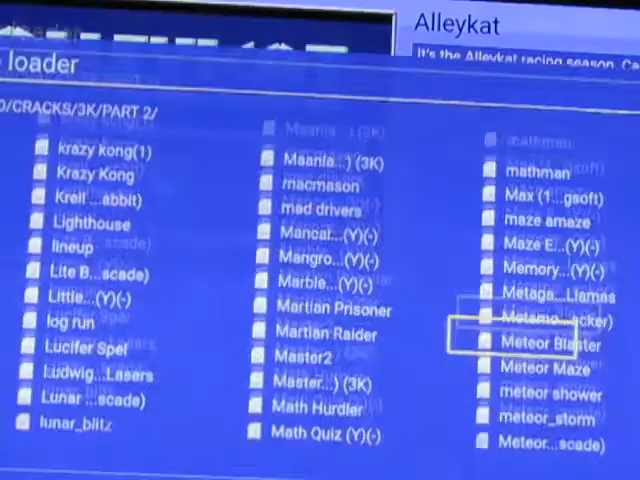 Alleykat
It's the Alleykat racing season. Ca
loader
/CRACKS/3K/PART 2/
krazy kong(1)
Krazy Kong
Krell ...abbit)
Lighthouse
lineup
Lite B...scade)
Little...(Y)(-)
log run
Lucifer Spel
Ludwig...Lasers
Lunar ...scade)
lunar_blitz
Maania...) (3K)
macmason
mad drivers
Mancal...(Y)(-)
Mangro...(Y)(-)
Marble...(Y)(-)
Martian Prisoner
Martian Raider
Master2
Master...) (3K)
Math Hurdler
Math Quiz (Y)(-)
mathman
mathman
Max (1...gsoft)
maze amaze
Maze E...(Y)(-)
Memory...(Y)(-)
Metaga...Llamas
Metamo...acker)
Meteor Blaster
Meteor Maze
meteor shower
meteor_storm
Meteor...scade)